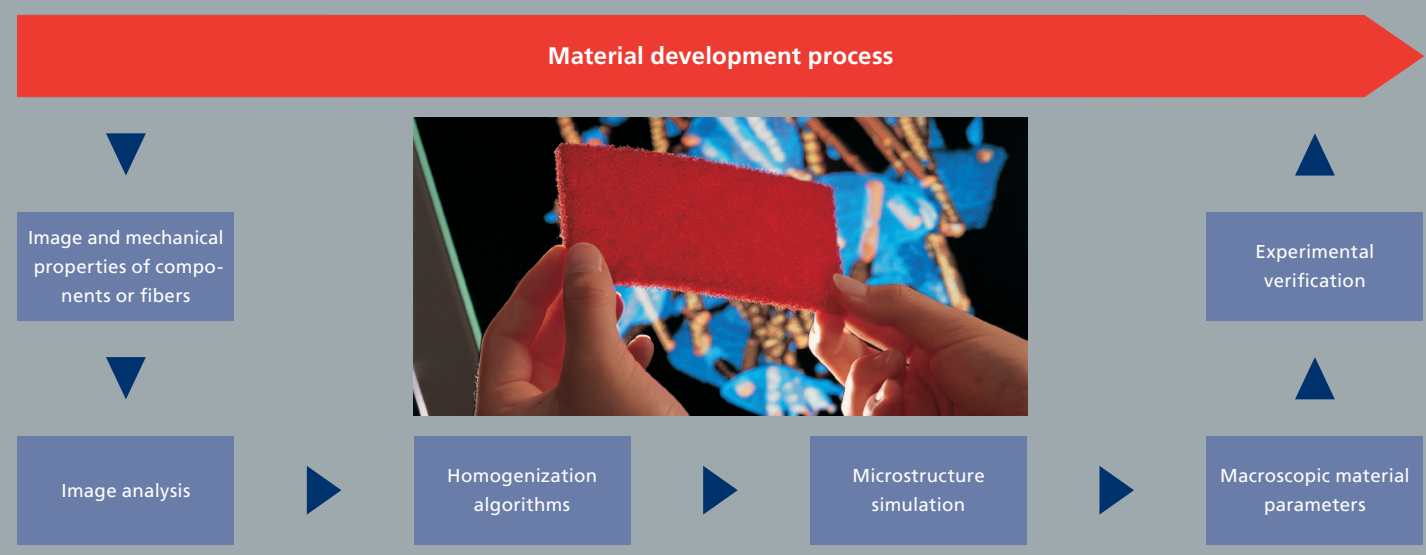 Material development process
Image and mechanical
properties of compo-
nents or fibers
Experimental
verification
Image analysis
Homogenization
algorithms
Microstructure
simulation
Macroscopic material
parameters